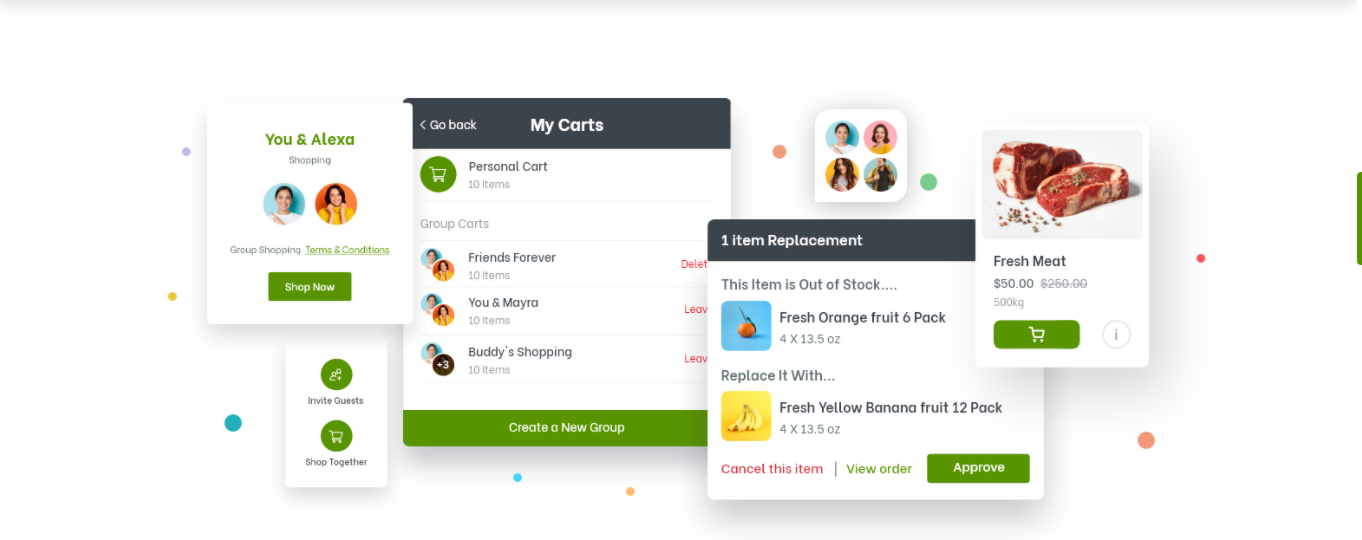 You & Alexa
Shopping
Group Shopping Terms & Conditions
Shop Now
Invite Guests
Shop Together
Go back
My Carts
Personal Cart
10 Items
Group Carts
Friends Forever
10 Items
Delet
You & Mayra
10 Items
Leav
Buddy's Shopping
10 Items
Leav
+3
Create a New Group
1 item Replacement
This Item is Out of Stock....
Fresh Orange fruit 6 Pack
4 X 13.5 oz
Replace It With...
Fresh Yellow Banana fruit 12 Pack
4 X 13.5 oz
Cancel this item | View order
Approve
Fresh Meat
$50.00 $250.00
500kg
i